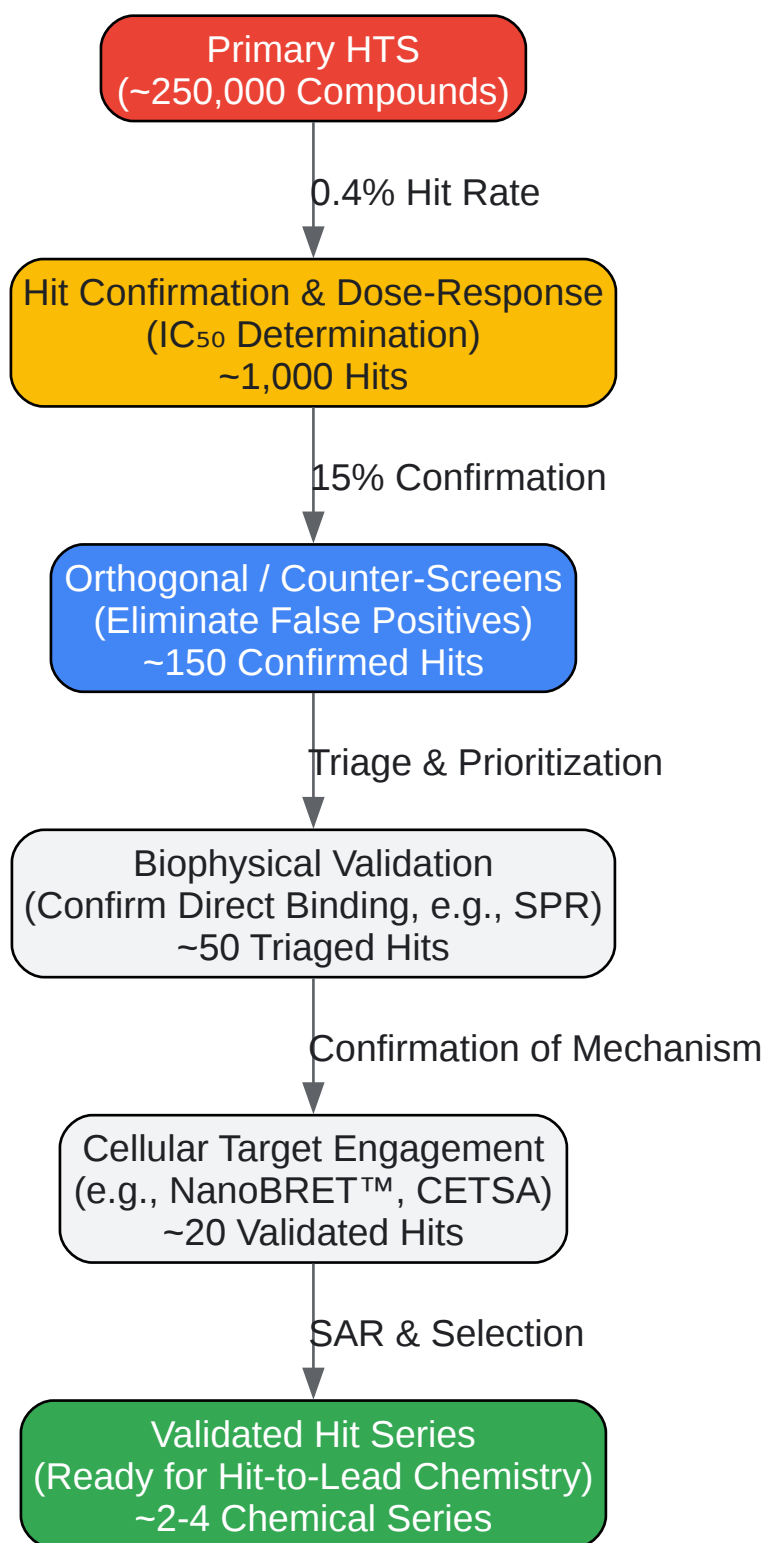 Primary HTS
(~250,000 Compounds)
0.4% Hit Rate
Hit Confirmation & Dose-Response
(IC₅₀ Determination)
~1,000 Hits
15% Confirmation
Orthogonal / Counter-Screens
(Eliminate False Positives)
~150 Confirmed Hits
Triage & Prioritization
Biophysical Validation
(Confirm Direct Binding, e.g., SPR)
~50 Triaged Hits
Confirmation of Mechanism
Cellular Target Engagement
(e.g., NanoBRET™, CETSA)
~20 Validated Hits
SAR & Selection
Validated Hit Series
(Ready for Hit-to-Lead Chemistry)
~2-4 Chemical Series